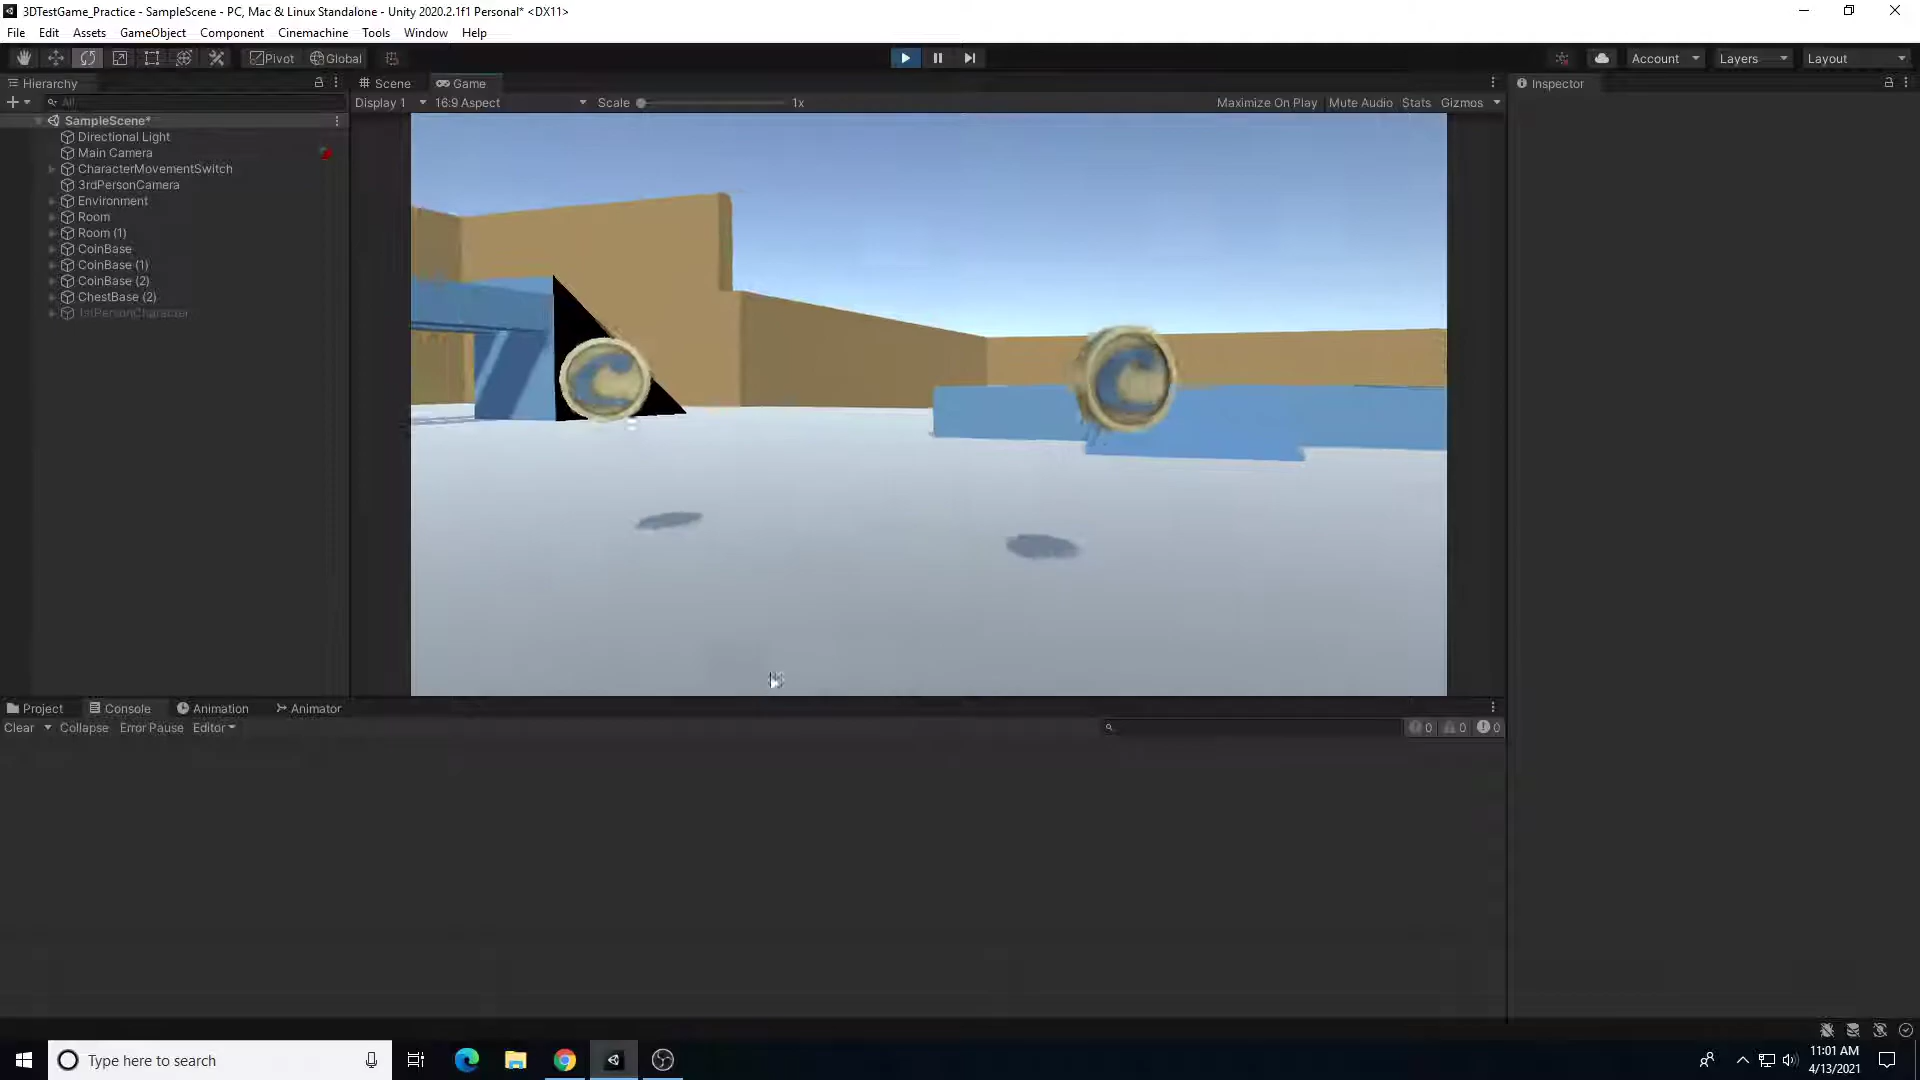 3DTestGame_Practice - SampleScene - PC, Mac & Linux Standalone - Unity 2020.2.1f1 Personal* <DX11>
File Edit Assets GameObject Component Cinemachine Tools Window Help
Pivot Global Account Layers Layout
Hierarchy Scene Game Inspector
All Display 1 16:9 Aspect Scale 1x Maximize On Play Mute Audio Stats Gizmos
SampleScene*
Directional Light
Main Camera
CharacterMovementSwitch
3rdPersonCamera
Environment
Room
Room (1)
CoinBase
CoinBase (1)
CoinBase (2)
ChestBase (2)
1stPersonCharacter
Project Console Animation Animator
Clear Collapse Error Pause Editor 0 0 0
Type here to search
11:01 AM
4/13/2021